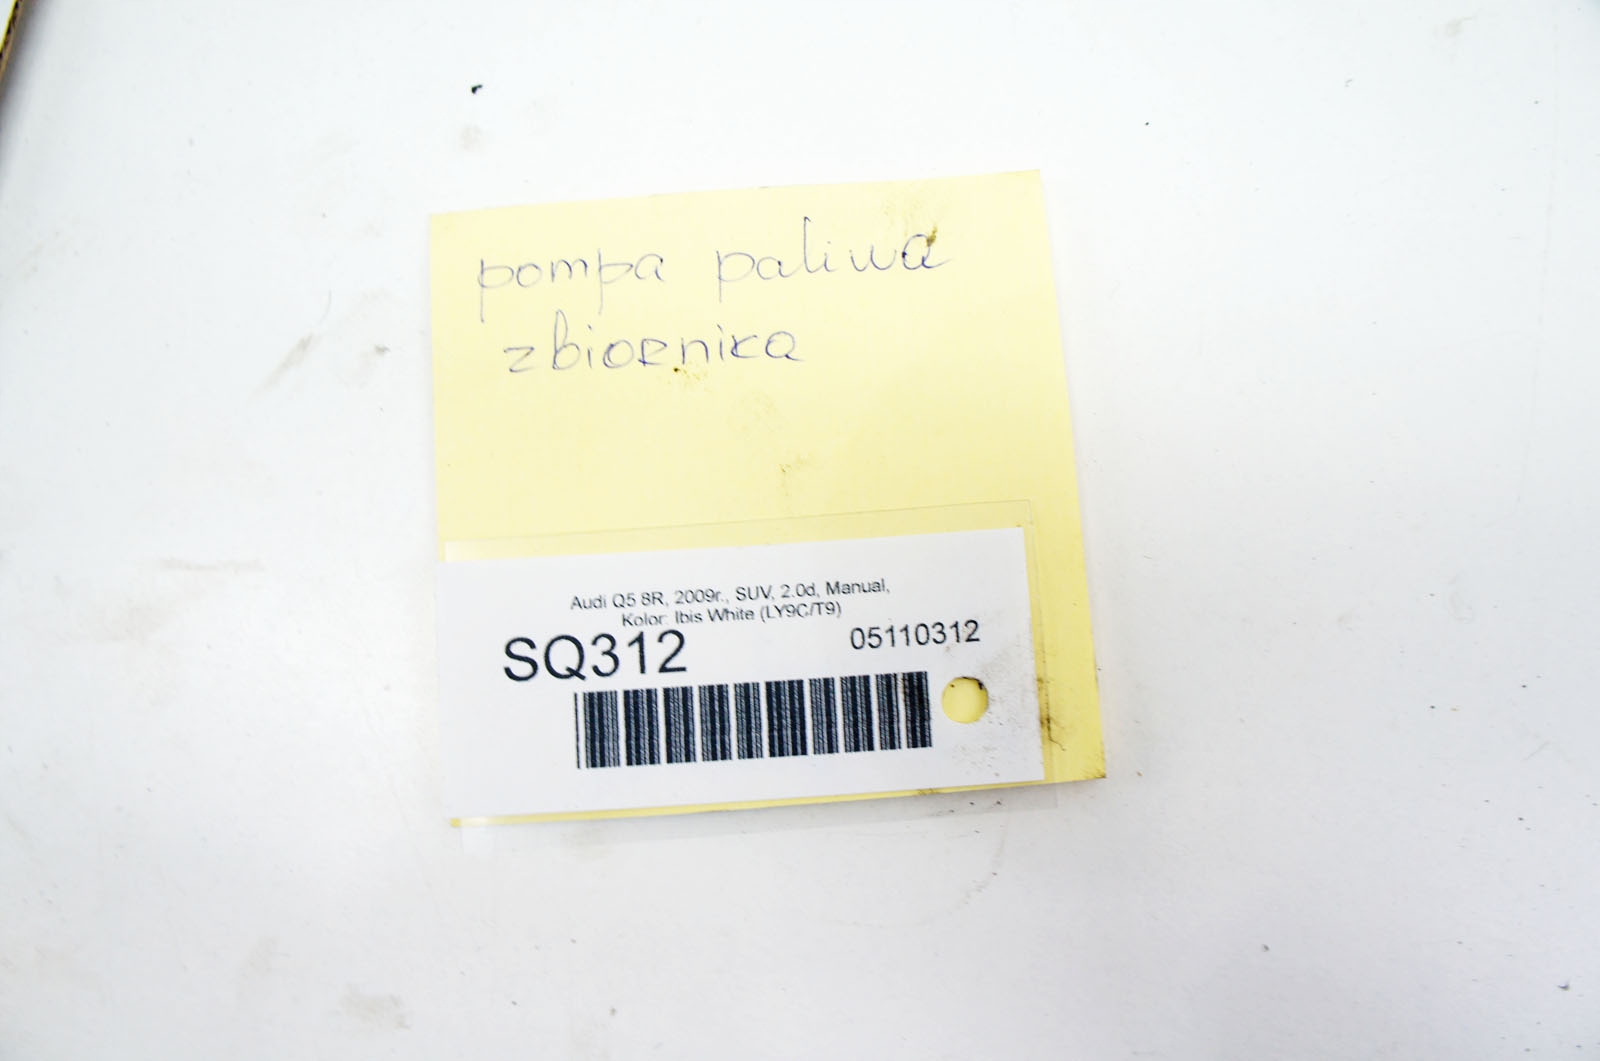 pompa paliwa
zbiornika
Audi Q5 8R, 2009r., SUV, 2.0d, Manual,
Kolor: Ibis White (LY9C/T9)
SQ312
05110312